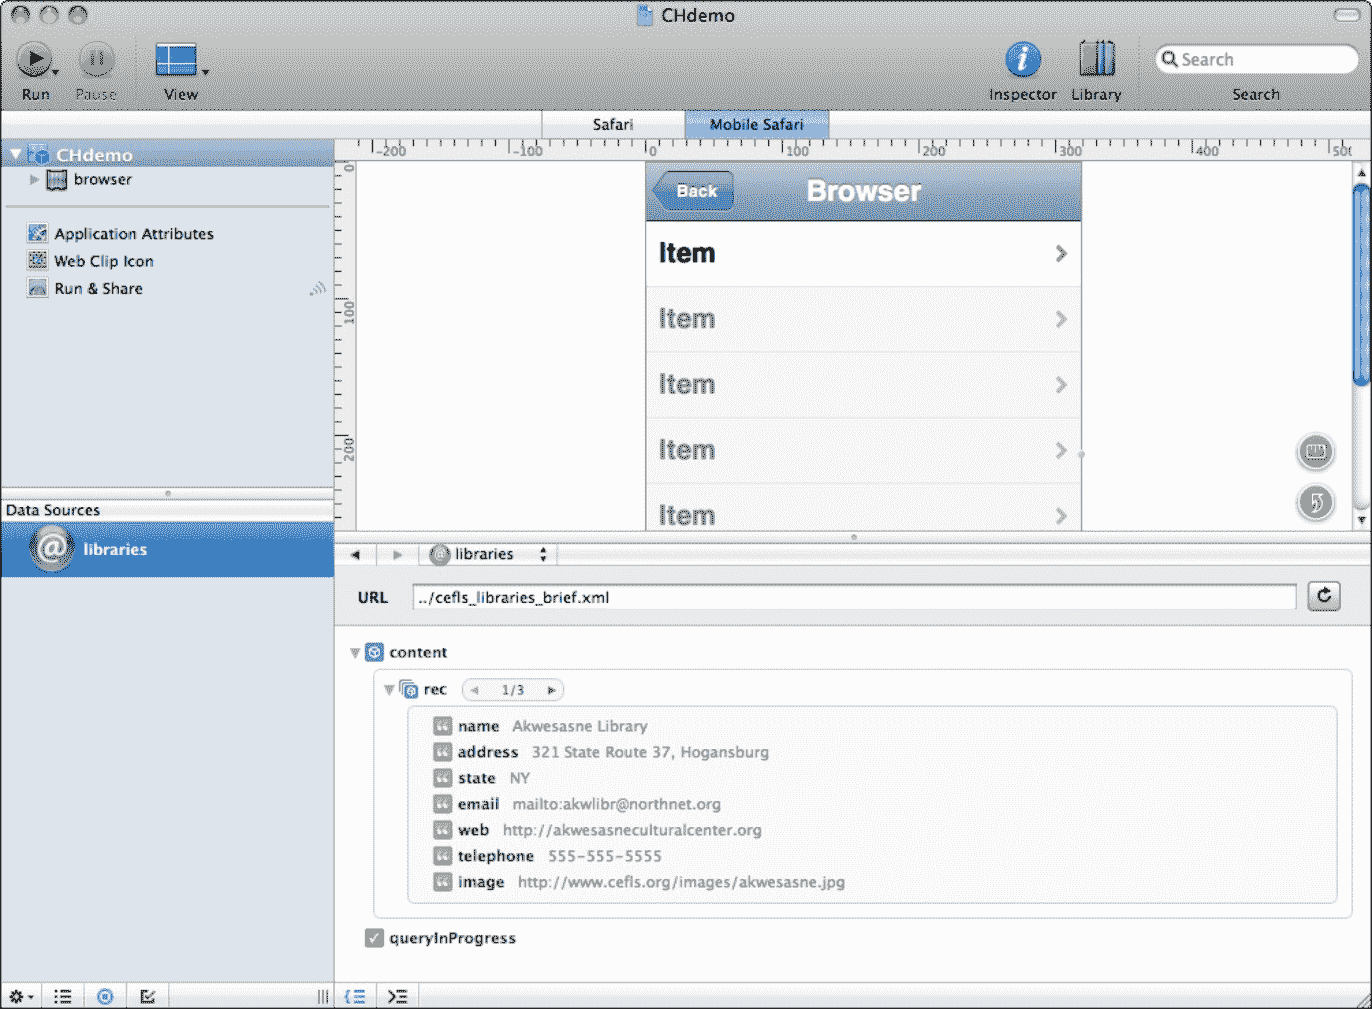 CHdemo
Run Pause View Inspector Library Search
Search
Safari Mobile Safari
CHdemo
browser
Application Attributes
Web Clip Icon
Run & Share
-200 -100 0 100 200 300 400 500
0
100
200
Back Browser
Item
Item
Item
Item
Item
Data Sources
@ libraries
@ libraries
URL ../cefls_libraries_brief.xml
content
rec 1/3
name Akwesasne Library
address 321 State Route 37, Hogansburg
state NY
email mailto:akwlibr@northnet.org
web http://akwesasneculturalcenter.org
telephone 555-555-5555
image http://www.cefls.org/images/akwesasne.jpg
queryInProgress